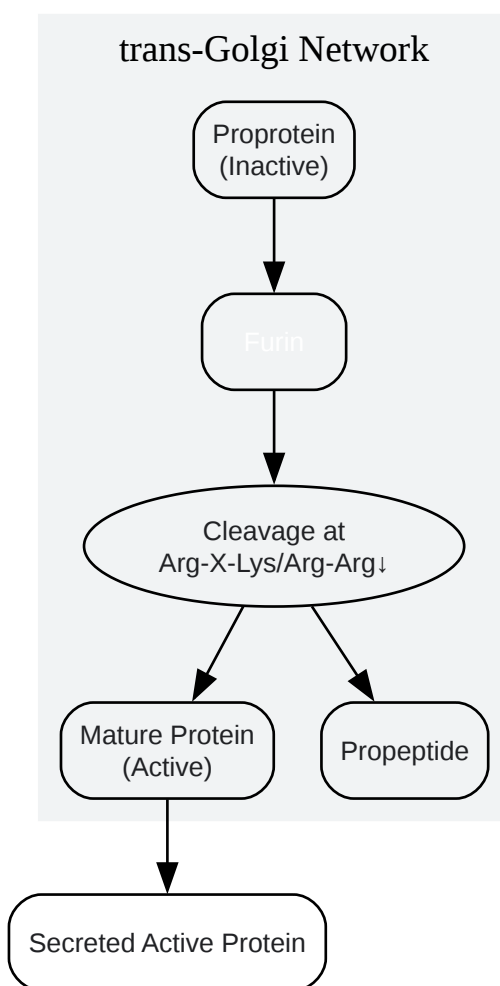 trans-Golgi Network
Proprotein
(Inactive)
Furin
Cleavage at
Arg-X-Lys/Arg-Arg↓
Mature Protein
(Active)
Propeptide
Secreted Active Protein